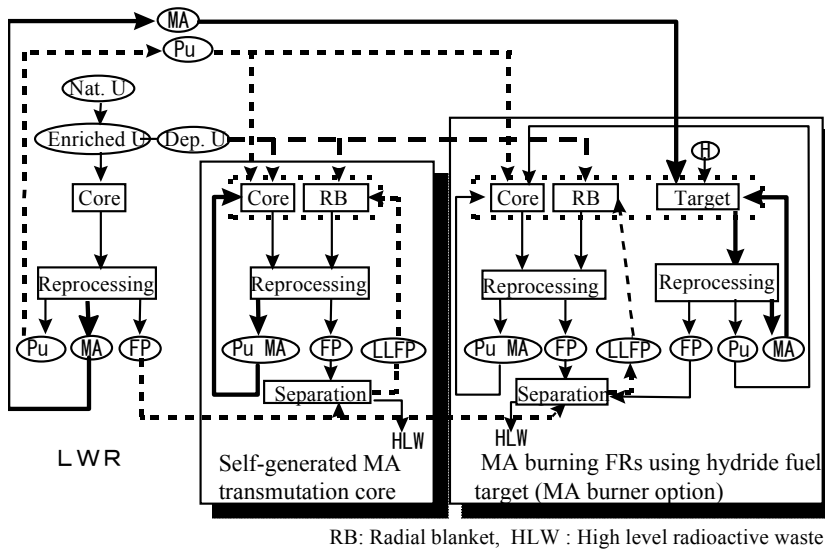 MA
Pu
Nat. U
Enriched U
Dep. U
H
Core
Core
RB
Core
RB
Target
Reprocessing
Reprocessing
Reprocessing
Reprocessing
Pu
MA
FP
Pu MA
FP
LLFP
Pu MA
FP
LLFP
FP
Pu
MA
Separation
Separation
HLW
HLW
LWR
Self-generated MA
transmutation core
MA burning FRs using hydride fuel
target (MA burner option)
RB: Radial blanket, HLW : High level radioactive waste